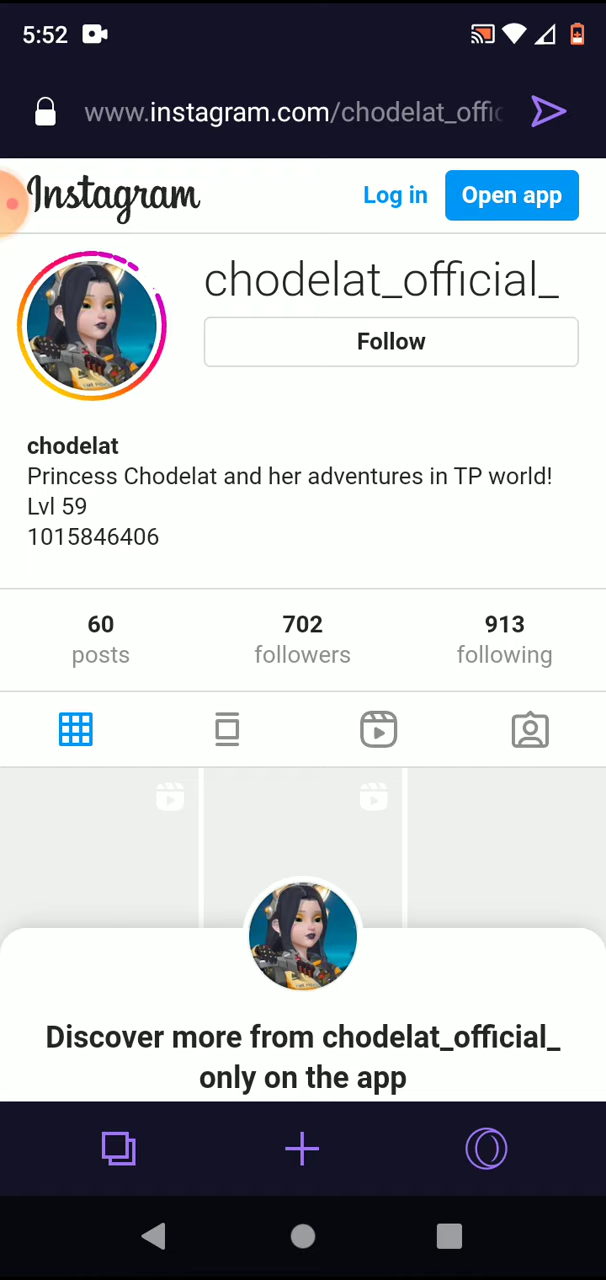 5:52
www.instagram.com/chodelat_offic
Instagram
Log in
Open app
chodelat_official_
Follow
chodelat
Princess Chodelat and her adventures in TP world!
Lvl 59
1015846406
60 702 913
posts followers following
Discover more from chodelat_official_
only on the app